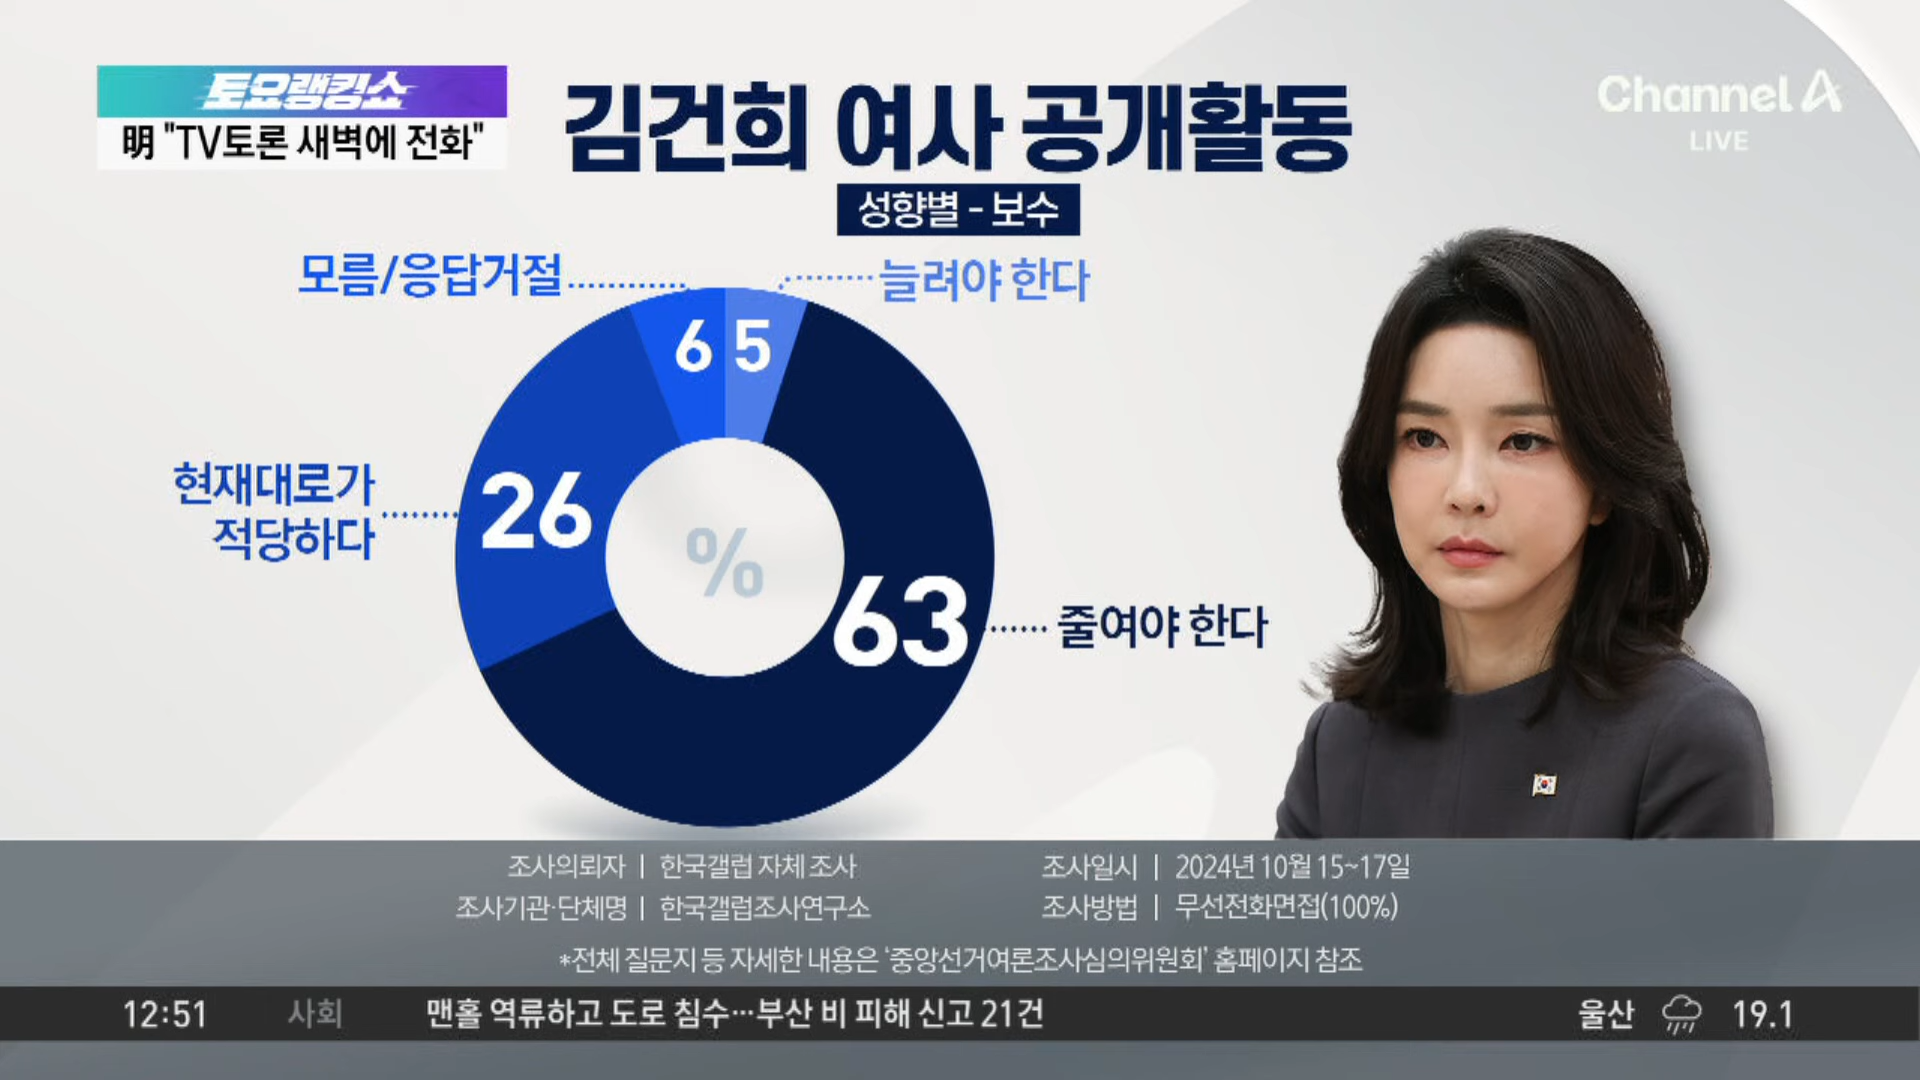 토요랭킹쇼
明 "TV토론 새벽에 전화"
김건희 여사 공개활동
Channel A
LIVE
성향별 - 보수
모름/응답거절
늘려야 한다
6
5
현재대로가
적당하다
26
%
63
줄여야 한다
조사의뢰자 | 한국갤럽 자체 조사
조사일시 | 2024년 10월 15~17일
조사기관·단체명 | 한국갤럽조사연구소
조사방법 | 무선전화면접(100%)
*전체 질문지 등 자세한 내용은 '중앙선거여론조사심의위원회' 홈페이지 참조
12:51 사회 맨홀 역류하고 도로 침수…부산 비 피해 신고 21건 울산 19.1